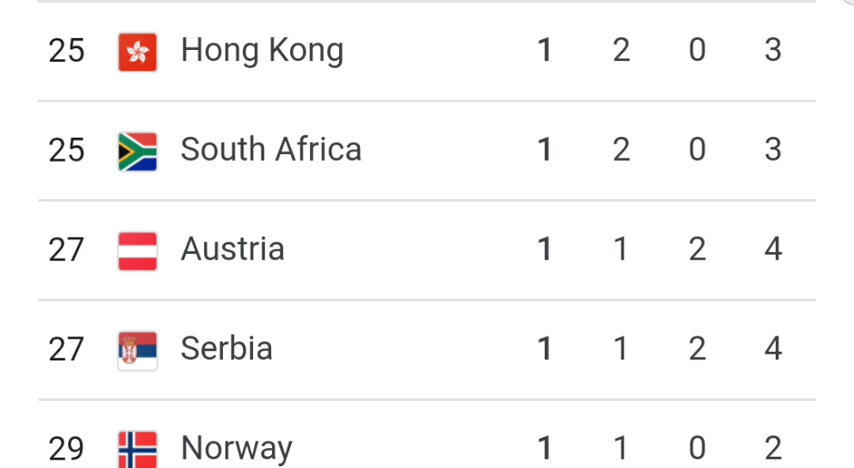 25 Hong Kong 1 2 0 3
25 South Africa 1 2 0 3
27 Austria 1 1 2 4
27 Serbia 1 1 2 4
29 Norway 1 1 0 2